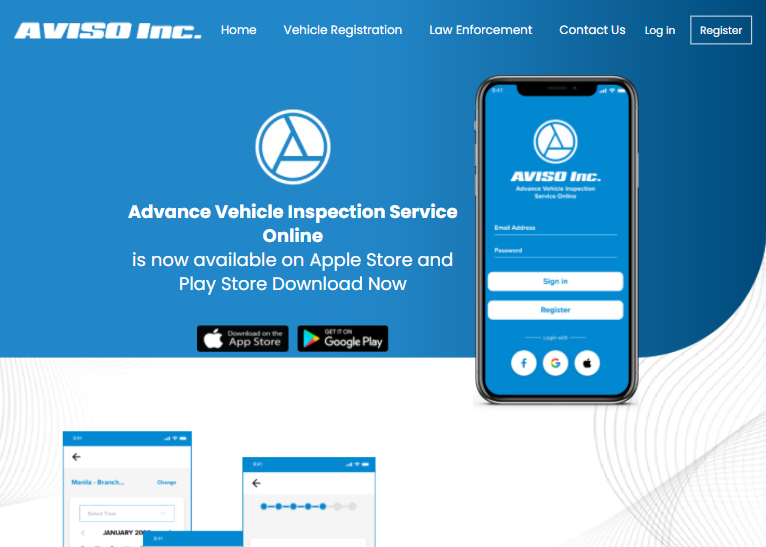 AVISO Inc.
Home
Vehicle Registration
Law Enforcement
Contact Us
Log in
Register
Advance Vehicle Inspection Service
Online
is now available on Apple Store and
Play Store Download Now
Download on the
App Store
GET IT ON
Google Play
9:41
AVISO Inc.
Advance Vehicle Inspection
Service Online
Email Address
Password
Sign in
Register
Login with
9:41
Manila - Branch...
Change
Select Time
JANUARY
9:41
9:41